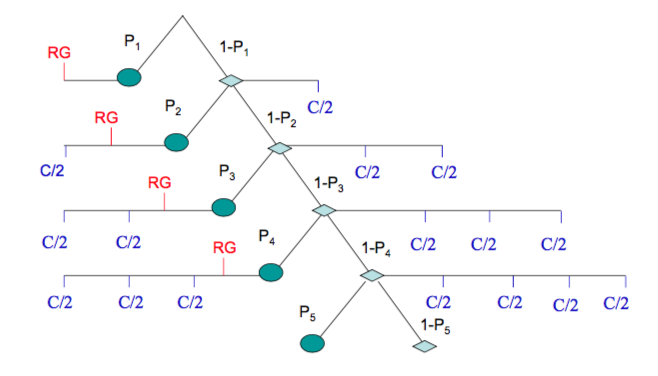 P1 1-P1
RG
C/2
P2 1-P2
RG
C/2 C/2 C/2
P3 1-P3
RG
C/2 C/2 C/2 C/2 C/2
P4 1-P4
RG
C/2 C/2 C/2 C/2 C/2 C/2 C/2
P5 1-P5